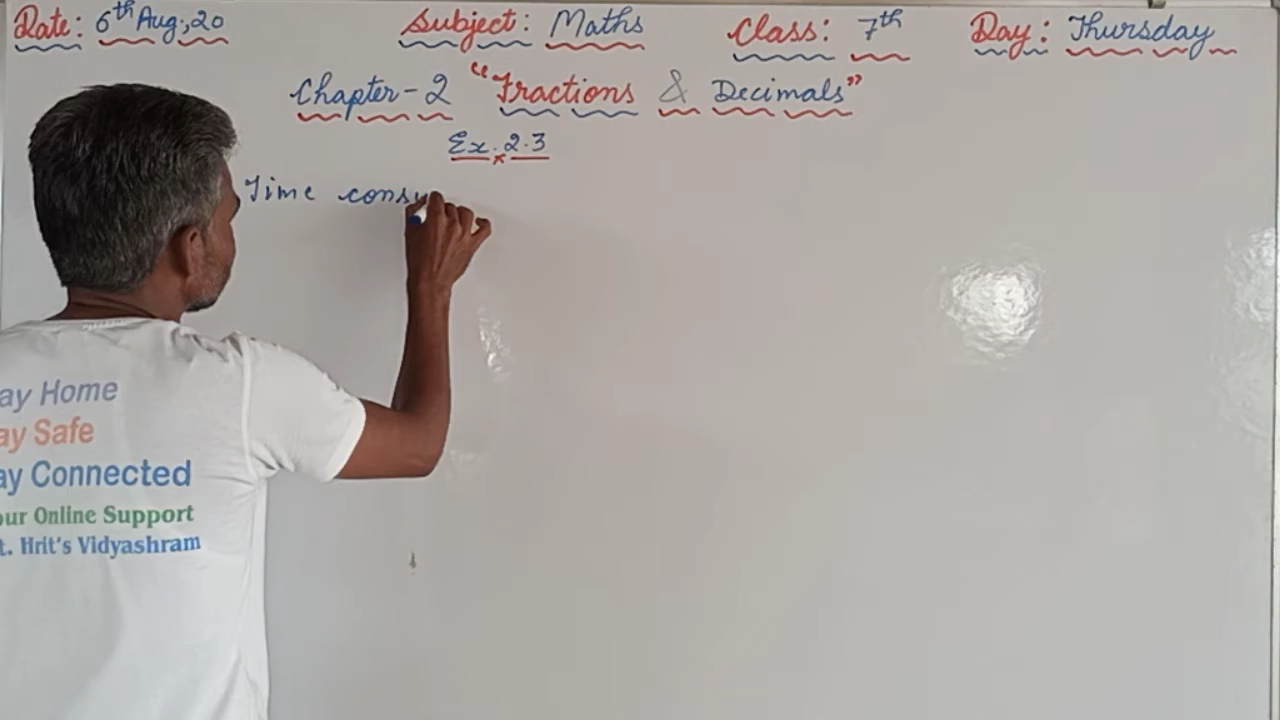 Date: 6th Aug, 20 Subject: Maths Class: 7th Day: Thursday
Chapter-2 "Fractions & Decimals"
Ex. 2.3
Time consu
ay Home
ay Safe
ay Connected
our Online Support
t. Hrit's Vidyashram